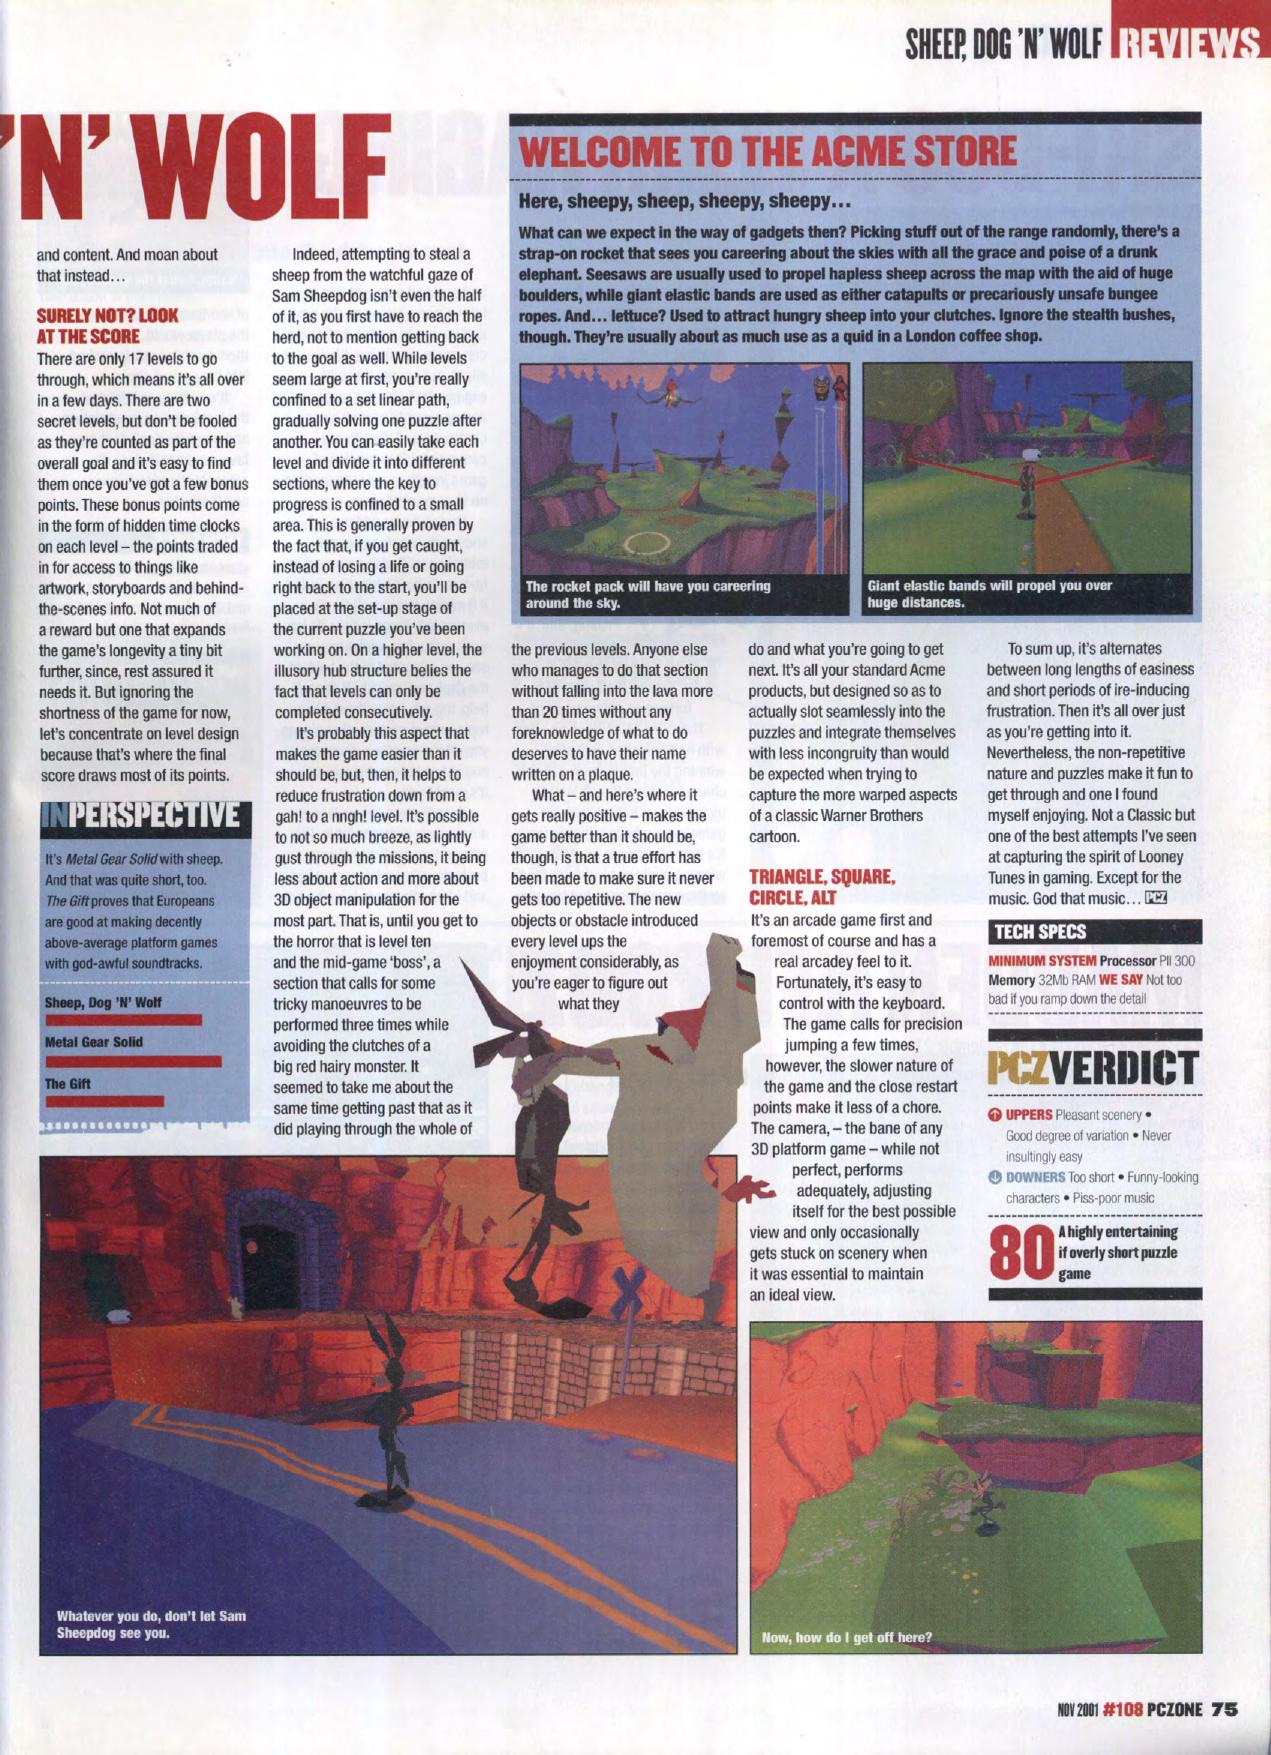 SHEEP, DOG 'N' WOLF REVIEWS
'N' WOLF
and content. And moan about
that instead...
SURELY NOT? LOOK
AT THE SCORE
There are only 17 levels to go
through, which means it's all over
in a few days. There are two
secret levels, but don't be fooled
as they're counted as part of the
overall goal and it's easy to find
them once you've got a few bonus
points. These bonus points come
in the form of hidden time clocks
on each level – the points traded
in for access to things like
artwork, storyboards and behind-
the-scenes info. Not much of
a reward but one that expands
the game's longevity a tiny bit
further, since, rest assured it
needs it. But ignoring the
shortness of the game for now,
let's concentrate on level design
because that's where the final
score draws most of its points.
INPERSPECTIVE
It's Metal Gear Solid with sheep.
And that was quite short, too.
The Gift proves that Europeans
are good at making decently
above-average platform games
with god-awful soundtracks.
Sheep, Dog 'N' Wolf
Metal Gear Solid
The Gift
Indeed, attempting to steal a
sheep from the watchful gaze of
Sam Sheepdog isn't even the half
of it, as you first have to reach the
herd, not to mention getting back
to the goal as well. While levels
seem large at first, you're really
confined to a set linear path,
gradually solving one puzzle after
another. You can easily take each
level and divide it into different
sections, where the key to
progress is confined to a small
area. This is generally proven by
the fact that, if you get caught,
instead of losing a life or going
right back to the start, you'll be
placed at the set-up stage of
the current puzzle you've been
working on. On a higher level, the
illusory hub structure belies the
fact that levels can only be
completed consecutively.
It's probably this aspect that
makes the game easier than it
should be, but, then, it helps to
reduce frustration down from a
gah! to a nngh! level. It's possible
to not so much breeze, as lightly
gust through the missions, it being
less about action and more about
3D object manipulation for the
most part. That is, until you get to
the horror that is level ten
and the mid-game 'boss', a
section that calls for some
tricky manoeuvres to be
performed three times while
avoiding the clutches of a
big red hairy monster. It
seemed to take me about the
same time getting past that as it
did playing through the whole of
WELCOME TO THE ACME STORE
Here, sheepy, sheep, sheepy, sheepy...
What can we expect in the way of gadgets then? Picking stuff out of the range randomly, there's a
strap-on rocket that sees you careering about the skies with all the grace and poise of a drunk
elephant. Seesaws are usually used to propel hapless sheep across the map with the aid of huge
boulders, while giant elastic bands are used as either catapults or precariously unsafe bungee
ropes. And... lettuce? Used to attract hungry sheep into your clutches. Ignore the stealth bushes,
though. They're usually about as much use as a quid in a London coffee shop.
The rocket pack will have you careering
around the sky.
Giant elastic bands will propel you over
huge distances.
the previous levels. Anyone else
who manages to do that section
without falling into the lava more
than 20 times without any
foreknowledge of what to do
deserves to have their name
written on a plaque.
What – and here's where it
gets really positive – makes the
game better than it should be,
though, is that a true effort has
been made to make sure it never
gets too repetitive. The new
objects or obstacle introduced
every level ups the
enjoyment considerably, as
you're eager to figure out
what they
do and what you're going to get
next. It's all your standard Acme
products, but designed so as to
actually slot seamlessly into the
puzzles and integrate themselves
with less incongruity than would
be expected when trying to
capture the more warped aspects
of a classic Warner Brothers
cartoon.
TRIANGLE, SQUARE,
CIRCLE, ALT
It's an arcade game first and
foremost of course and has a
real arcadey feel to it.
Fortunately, it's easy to
control with the keyboard.
The game calls for precision
jumping a few times,
however, the slower nature of
the game and the close restart
points make it less of a chore.
The camera, – the bane of any
3D platform game – while not
perfect, performs
adequately, adjusting
itself for the best possible
view and only occasionally
gets stuck on scenery when
it was essential to maintain
an ideal view.
To sum up, it's alternates
between long lengths of easiness
and short periods of ire-inducing
frustration. Then it's all over just
as you're getting into it.
Nevertheless, the non-repetitive
nature and puzzles make it fun to
get through and one I found
myself enjoying. Not a Classic but
one of the best attempts I've seen
at capturing the spirit of Looney
Tunes in gaming. Except for the
music. God that music... PCZ
TECH SPECS
MINIMUM SYSTEM Processor PII 300
Memory 32Mb RAM WE SAY Not too
bad if you ramp down the detail
PCZVERDICT
UPPERS Pleasant scenery •
Good degree of variation • Never
insultingly easy
DOWNERS Too short • Funny-looking
characters • Piss-poor music
80 A highly entertaining
if overly short puzzle
game
Whatever you do, don't let Sam
Sheepdog see you.
Now, how do I get off here?
NOV 2001 #108 PCZONE 75